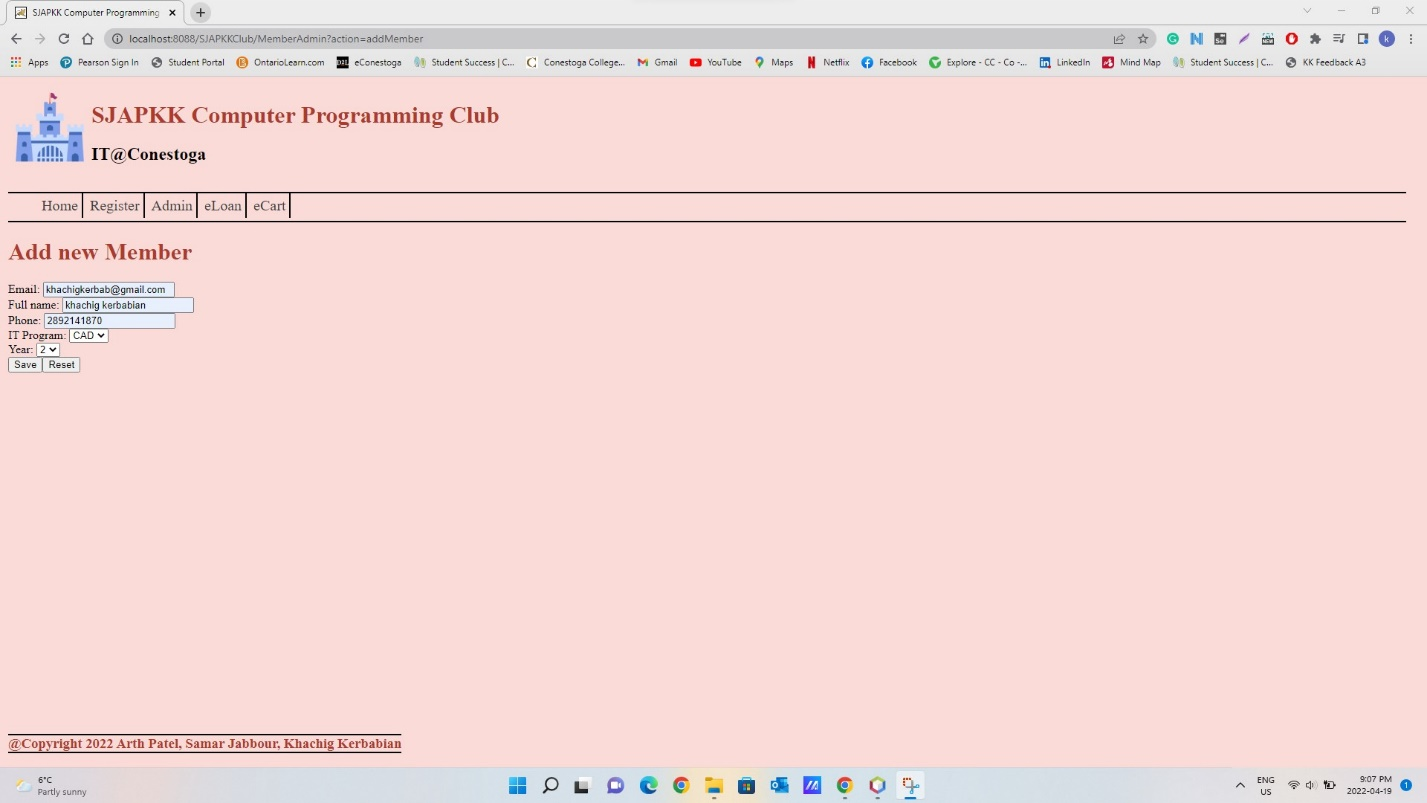 SJAPKK Computer Programming
localhost:8088/SJAPKKClub/MemberAdmin?action=addMember
Apps Pearson Sign In Student Portal OntarioLearn.com D2L eConestoga Student Success | C... Conestoga College... Gmail YouTube Maps Netflix Facebook Explore - CC - Co -... LinkedIn Mind Map Student Success | C... KK Feedback A3
SJAPKK Computer Programming Club
IT@Conestoga
Home Register Admin eLoan eCart
Add new Member
Email: khachigkerbab@gmail.com
Full name: khachig kerbabian
Phone: 2892141870
IT Program: CAD
Year: 2
Save Reset
@Copyright 2022 Arth Patel, Samar Jabbour, Khachig Kerbabian
6°C
Partly sunny
ENG
US
9:07 PM
2022-04-19
1